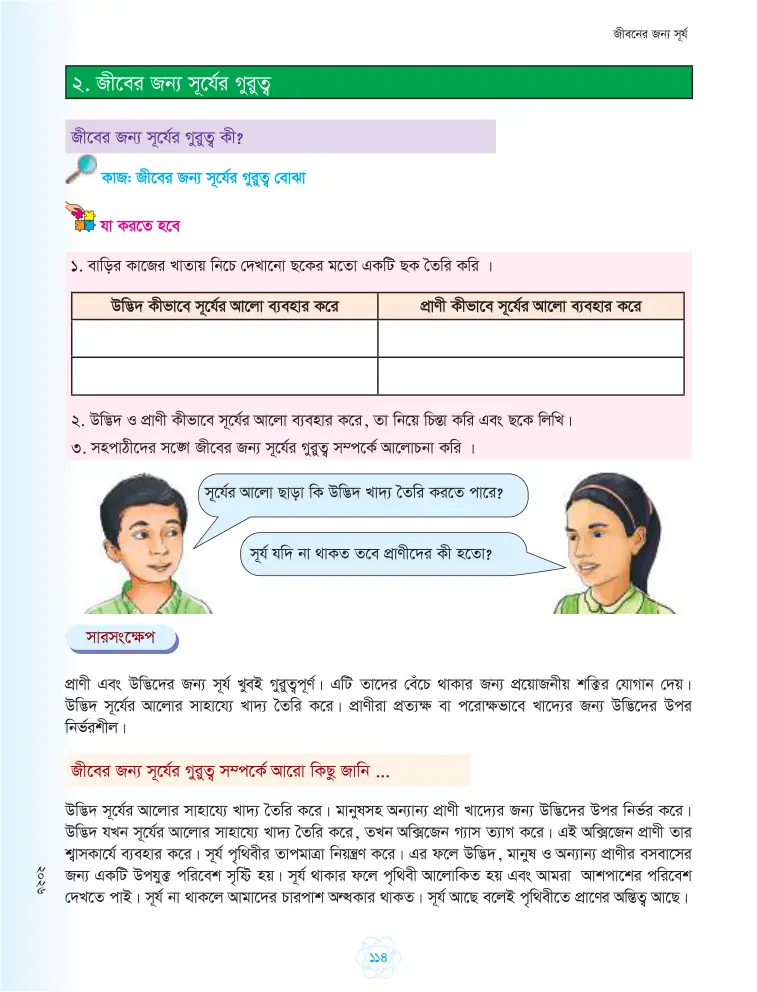 জীবনের জন্য সূর্য
২. জীবের জন্য সূর্যের গুরুত্ব
জীবের জন্য সূর্যের গুরুত্ব কী?
কাজ: জীবের জন্য সূর্যের গুরুত্ব বোঝা
যা করতে হবে
১. বাড়ির কাজের খাতায় নিচে দেখানো ছকের মতো একটি ছক তৈরি করি ।
উদ্ভিদ কীভাবে সূর্যের আলো ব্যবহার করে
প্রাণী কীভাবে সূর্যের আলো ব্যবহার করে
২. উদ্ভিদ ও প্রাণী কীভাবে সূর্যের আলো ব্যবহার করে, তা নিয়ে চিন্তা করি এবং ছকে লিখি।
৩. সহপাঠীদের সঙ্গে জীবের জন্য সূর্যের গুরুত্ব সম্পর্কে আলোচনা করি ।
সূর্যের আলো ছাড়া কি উদ্ভিদ খাদ্য তৈরি করতে পারে?
সূর্য যদি না থাকত তবে প্রাণীদের কী হতো?
সারসংক্ষেপ
প্রাণী এবং উদ্ভিদের জন্য সূর্য খুবই গুরুত্বপূর্ণ। এটি তাদের বেঁচে থাকার জন্য প্রয়োজনীয় শক্তির যোগান দেয়।
উদ্ভিদ সূর্যের আলোর সাহায্যে খাদ্য তৈরি করে। প্রাণীরা প্রত্যক্ষ বা পরোক্ষভাবে খাদ্যের জন্য উদ্ভিদের উপর
নির্ভরশীল।
জীবের জন্য সূর্যের গুরুত্ব সম্পর্কে আরো কিছু জানি ...
উদ্ভিদ সূর্যের আলোর সাহায্যে খাদ্য তৈরি করে। মানুষসহ অন্যান্য প্রাণী খাদ্যের জন্য উদ্ভিদের উপর নির্ভর করে।
উদ্ভিদ যখন সূর্যের আলোর সাহায্যে খাদ্য তৈরি করে, তখন অক্সিজেন গ্যাস ত্যাগ করে। এই অক্সিজেন প্রাণী তার
শ্বাসকার্যে ব্যবহার করে। সূর্য পৃথিবীর তাপমাত্রা নিয়ন্ত্রণ করে। এর ফলে উদ্ভিদ, মানুষ ও অন্যান্য প্রাণীর বসবাসের
জন্য একটি উপযুক্ত পরিবেশ সৃষ্টি হয়। সূর্য থাকার ফলে পৃথিবী আলোকিত হয় এবং আমরা আশপাশের পরিবেশ
দেখতে পাই। সূর্য না থাকলে আমাদের চারপাশ অন্ধকার থাকত। সূর্য আছে বলেই পৃথিবীতে প্রাণের অস্তিত্ব আছে।
১১৪